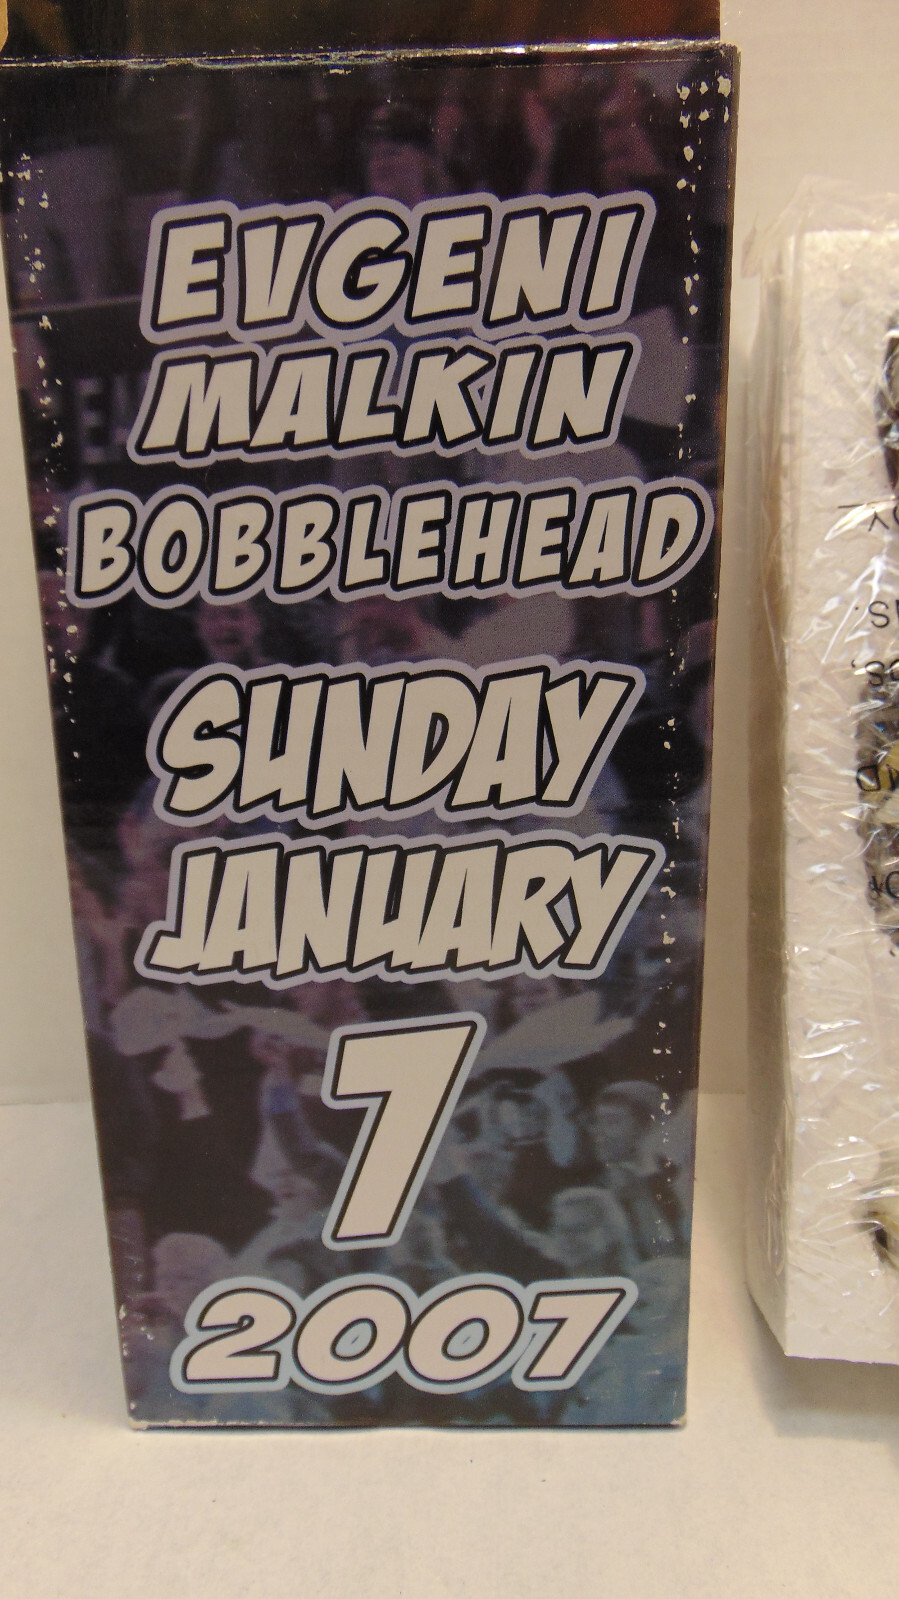 EVGENI
MALKIN
BOBBLEHEAD
SUNDAY
JANUARY
7
2007